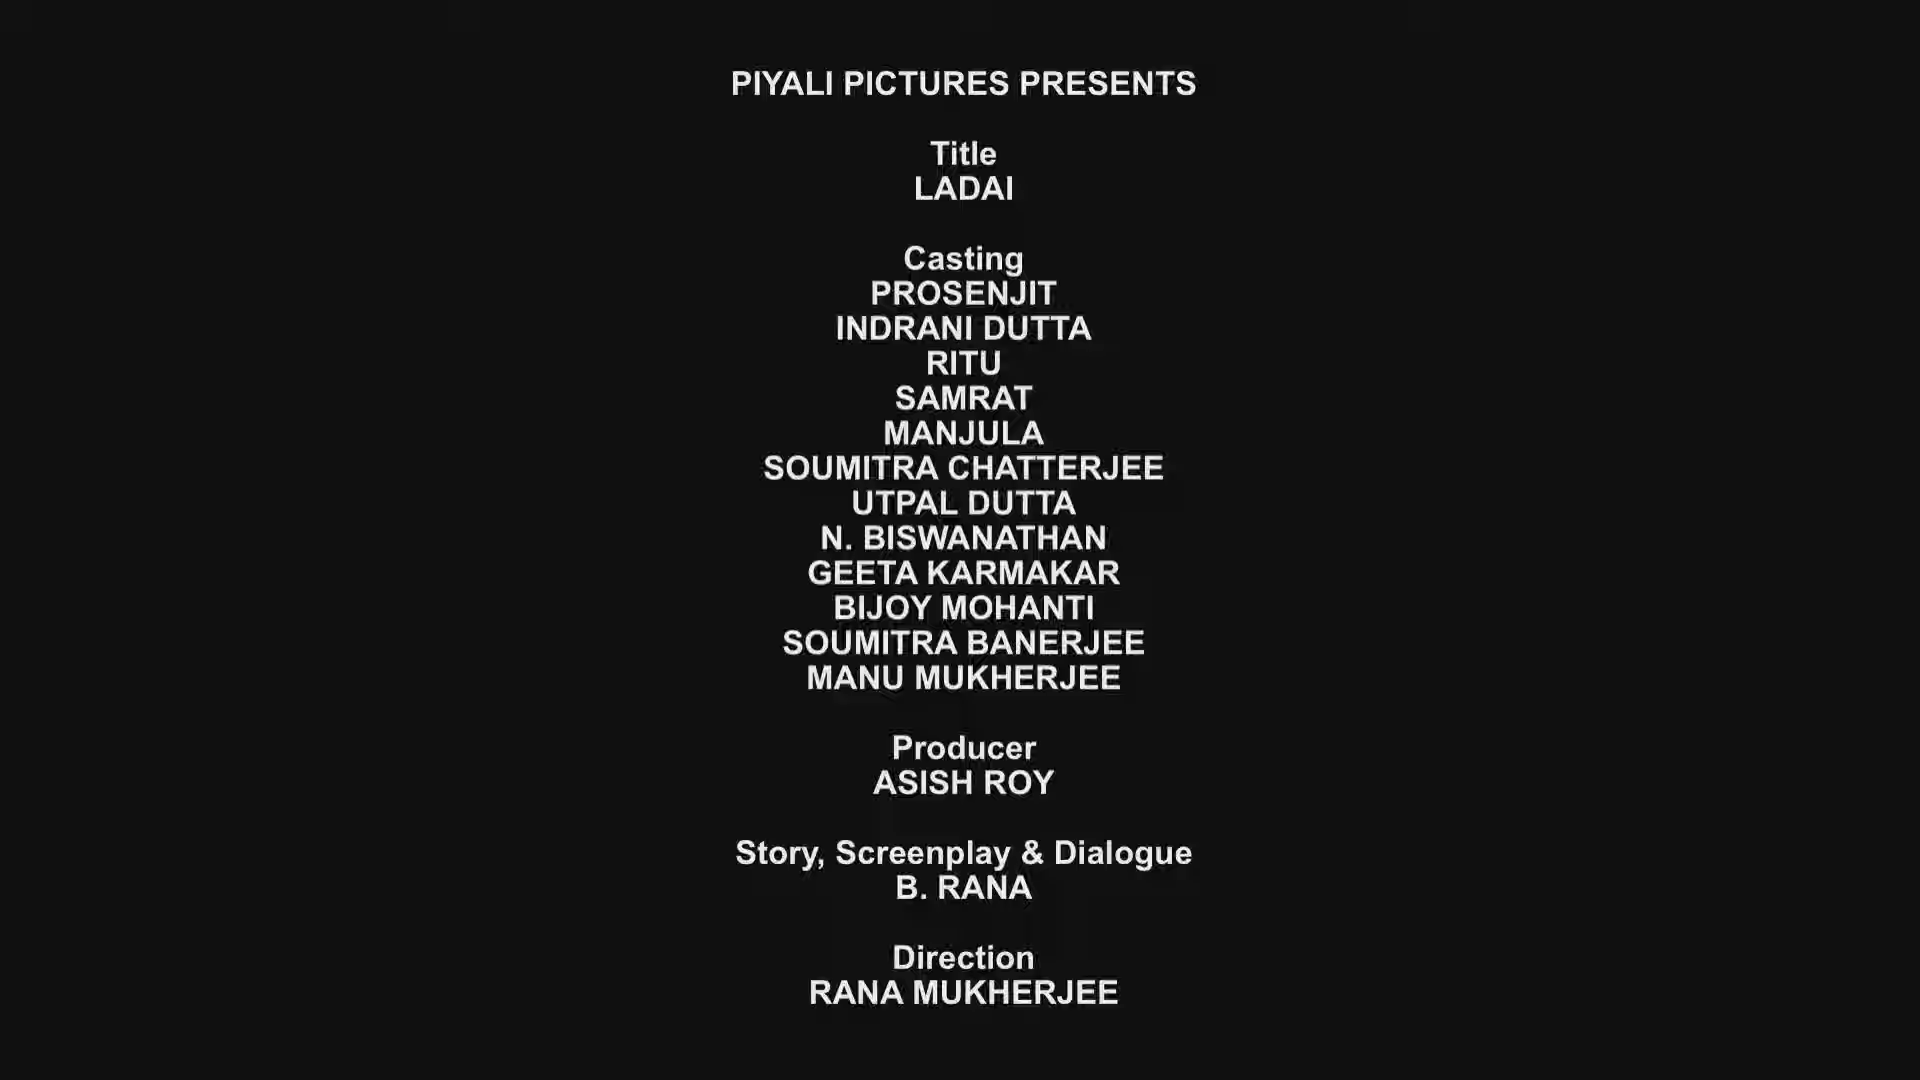 PIYALI PICTURES PRESENTS
Title
LADAI
Casting
PROSENJIT
INDRANI DUTTA
RITU
SAMRAT
MANJULA
SOUMITRA CHATTERJEE
UTPAL DUTTA
N. BISWANATHAN
GEETA KARMAKAR
BIJOY MOHANTI
SOUMITRA BANERJEE
MANU MUKHERJEE
Producer
ASISH ROY
Story, Screenplay & Dialogue
B. RANA
Direction
RANA MUKHERJEE